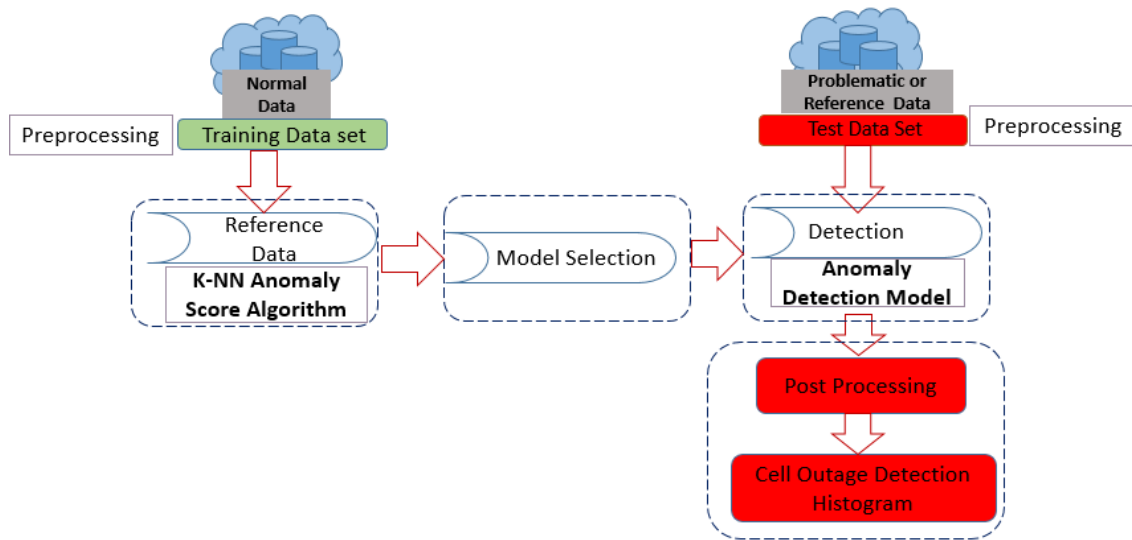 Normal
Data
Preprocessing
Training Data set
Problematic or
Reference Data
Test Data Set
Preprocessing
Reference
Data
K-NN Anomaly
Score Algorithm
Model Selection
Detection
Anomaly
Detection Model
Post Processing
Cell Outage Detection
Histogram